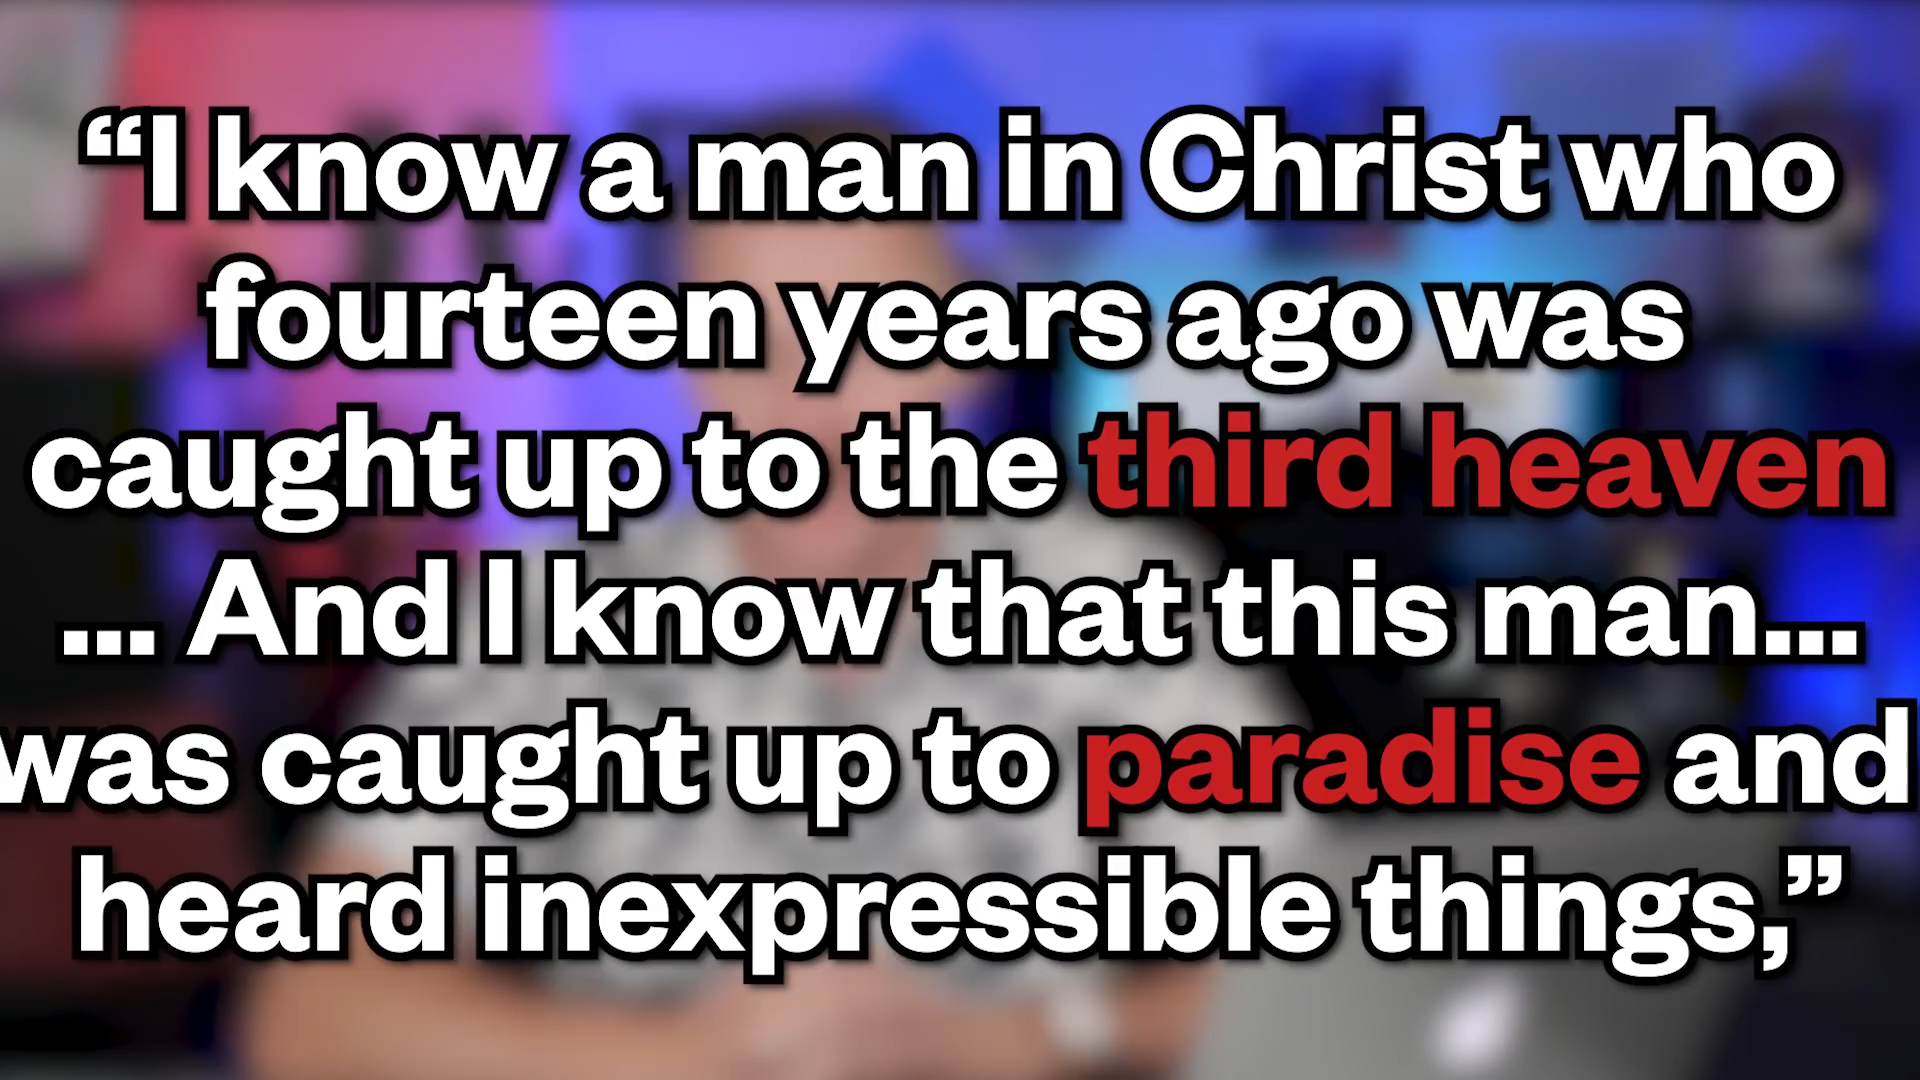 “I know a man in Christ who
fourteen years ago was
caught up to the third heaven
... And I know that this man...
was caught up to paradise and
heard inexpressible things,”